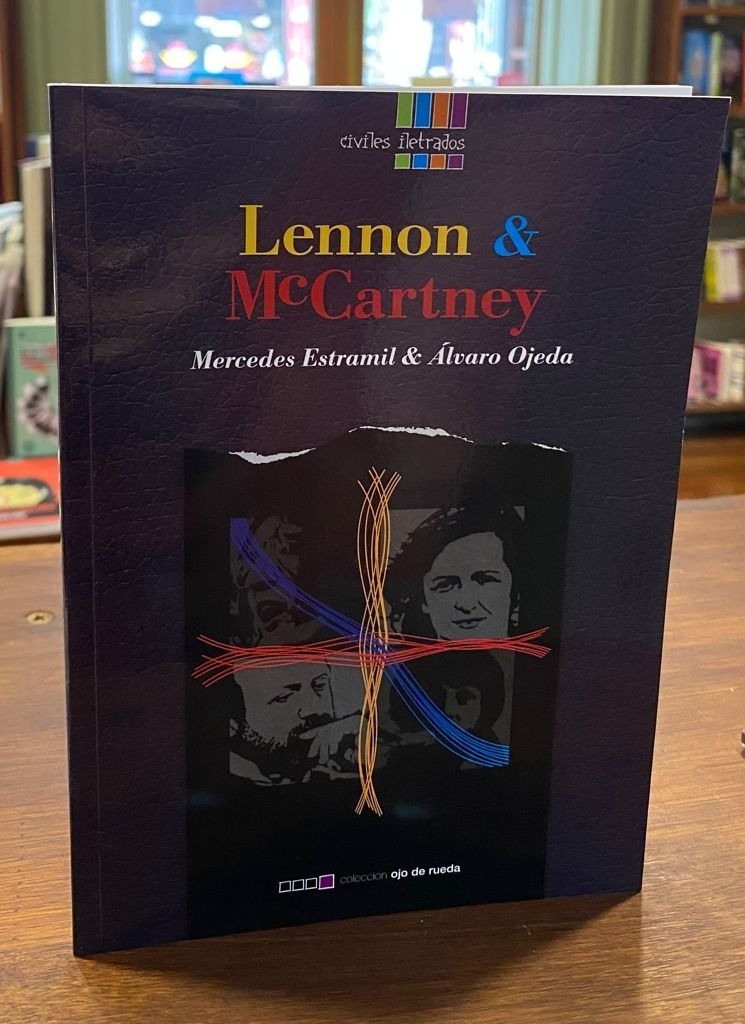 civiles iletrados
Lennon &
McCartney
Mercedes Estramil & Álvaro Ojeda
colección ojo de rueda